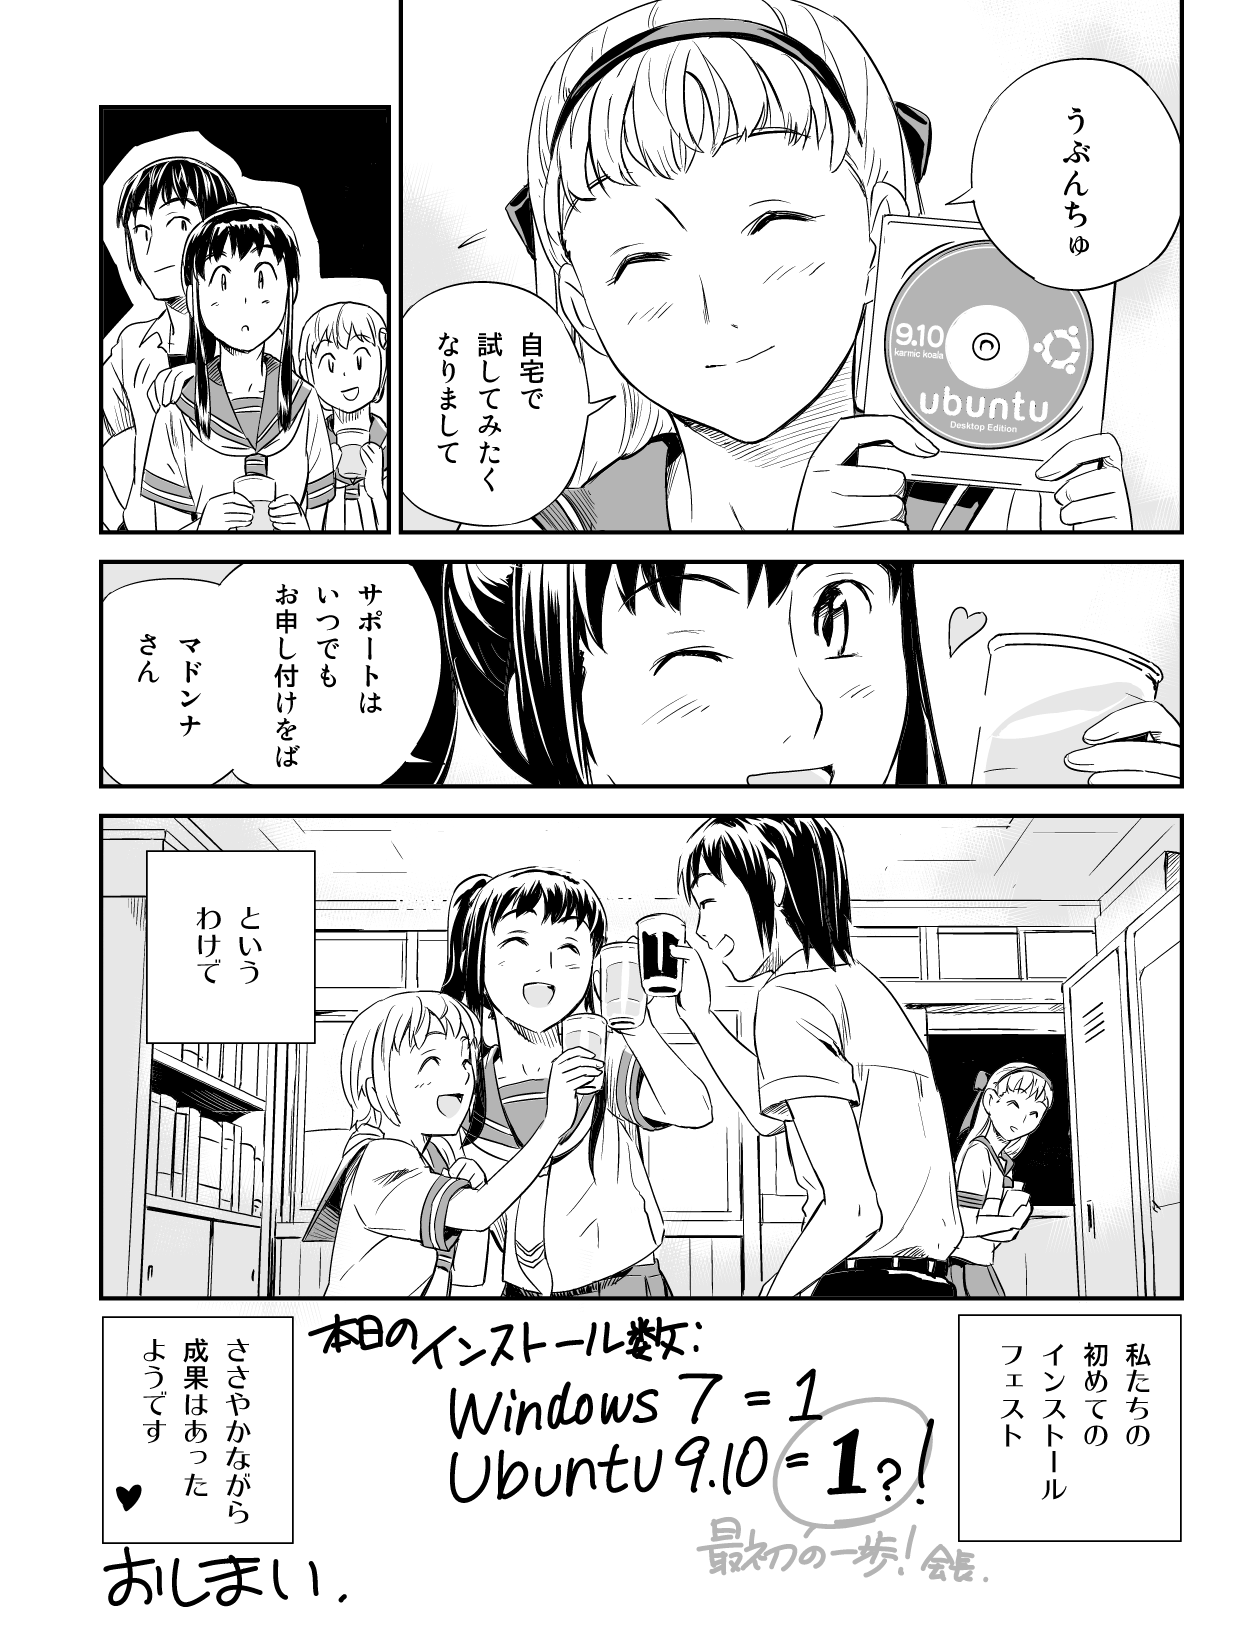 うぶんちゅ
9.10
karmic koala
ubuntu
Desktop Edition
自宅で
試してみたく
なりまして
サポートは
いつでも
お申し付けをば
マドンナ
さん
という
わけで
私たちの
初めての
インストール
フェスト
本日のインストール数:
Windows 7 = 1
Ubuntu 9.10 = 1?!
最初の一歩! 会長.
ささやかながら
成果はあった
ようです
♥
おしまい.